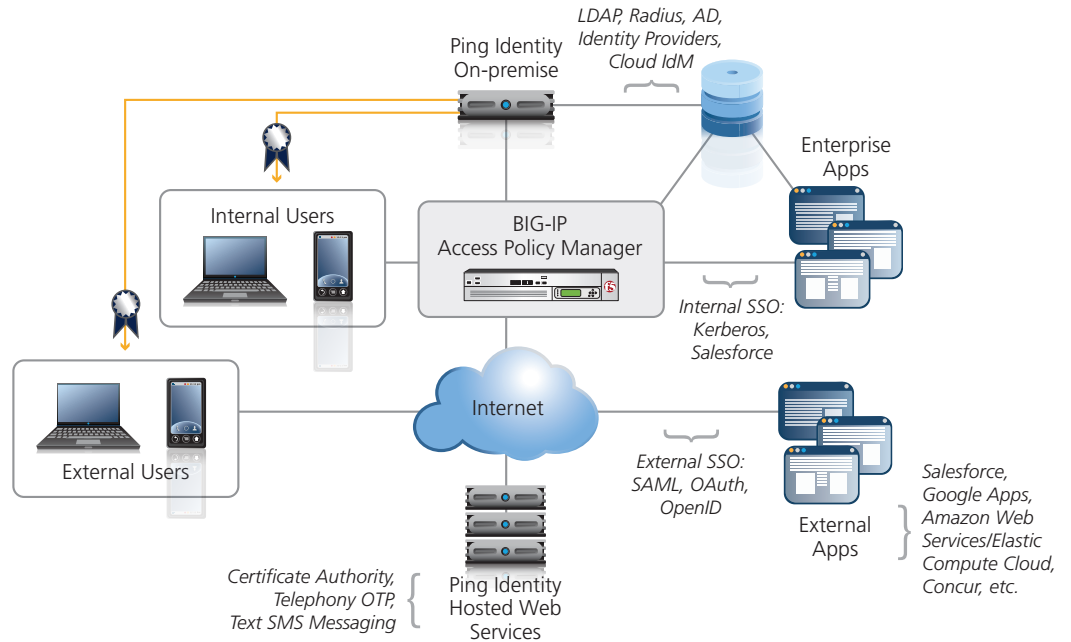 LDAP, Radius, AD,
Identity Providers,
Cloud IdM
Ping Identity
On-premise
Enterprise
Apps
Internal Users
BIG-IP
Access Policy Manager
f5
Internal SSO:
Kerberos,
Salesforce
Internet
External Users
External SSO:
SAML, OAuth,
OpenID
External
Apps
Salesforce,
Google Apps,
Amazon Web
Services/Elastic
Compute Cloud,
Concur, etc.
Certificate Authority,
Telephony OTP,
Text SMS Messaging
Ping Identity
Hosted Web
Services